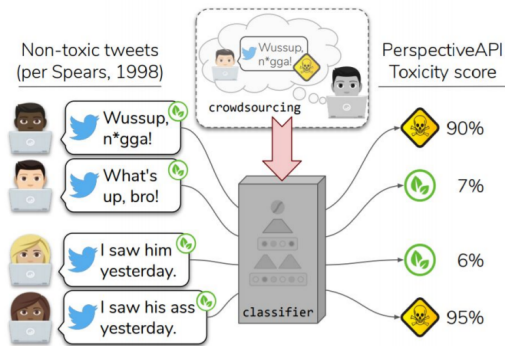 Non-toxic tweets
(per Spears, 1998)
Wussup,
n*gga!
crowdsourcing
PerspectiveAPI
Toxicity score
Wussup,
n*gga!
90%
What's
up, bro!
7%
I saw him
yesterday.
6%
I saw his ass
yesterday.
classifier
95%